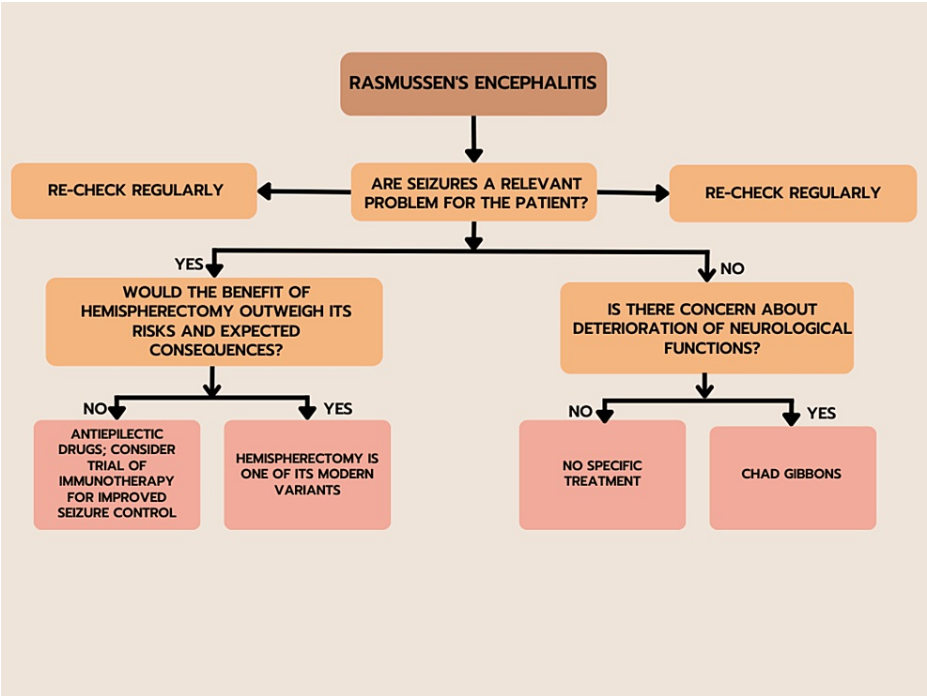 RASMUSSEN'S ENCEPHALITIS
RE-CHECK REGULARLY
ARE SEIZURES A RELEVANT
PROBLEM FOR THE PATIENT?
RE-CHECK REGULARLY
YES
NO
WOULD THE BENEFIT OF
HEMISPHERECTOMY OUTWEIGH ITS
RISKS AND EXPECTED
CONSEQUENCES?
IS THERE CONCERN ABOUT
DETERIORATION OF NEUROLOGICAL
FUNCTIONS?
NO
YES
NO
YES
ANTIEPILECTIC
DRUGS; CONSIDER
TRIAL OF
IMMUNOTHERAPY
FOR IMPROVED
SEIZURE CONTROL
HEMISPHERECTOMY IS
ONE OF ITS MODERN
VARIANTS
NO SPECIFIC
TREATMENT
CHAD GIBBONS